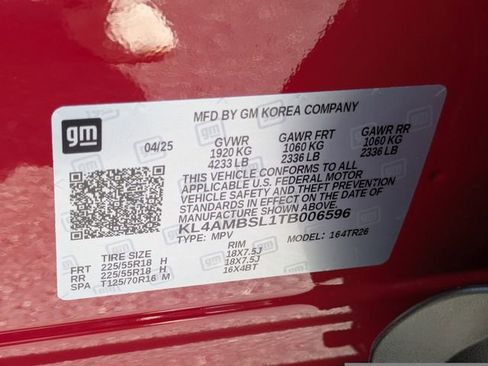 MFD BY GM KOREA COMPANY
gm
04/25 GVWR GAWR FRT GAWR RR
1920 KG 1060 KG 1060 KG
4233 LB 2336 LB 2336 LB
THIS VEHICLE CONFORMS TO ALL
APPLICABLE U.S. FEDERAL MOTOR
VEHICLE SAFETY AND THEFT PREVENTION
STANDARDS IN EFFECT ON THE DATE OF
MANUFACTURE SHOWN ABOVE.
KL4AMBSL1TB006596
TYPE: MPV MODEL: 164TR26
TIRE SIZE RIM
FRT 225/55R18 H 18X7.5J
RR 225/55R18 H 18X7.5J
SPA T125/70R16 M 16X4BT